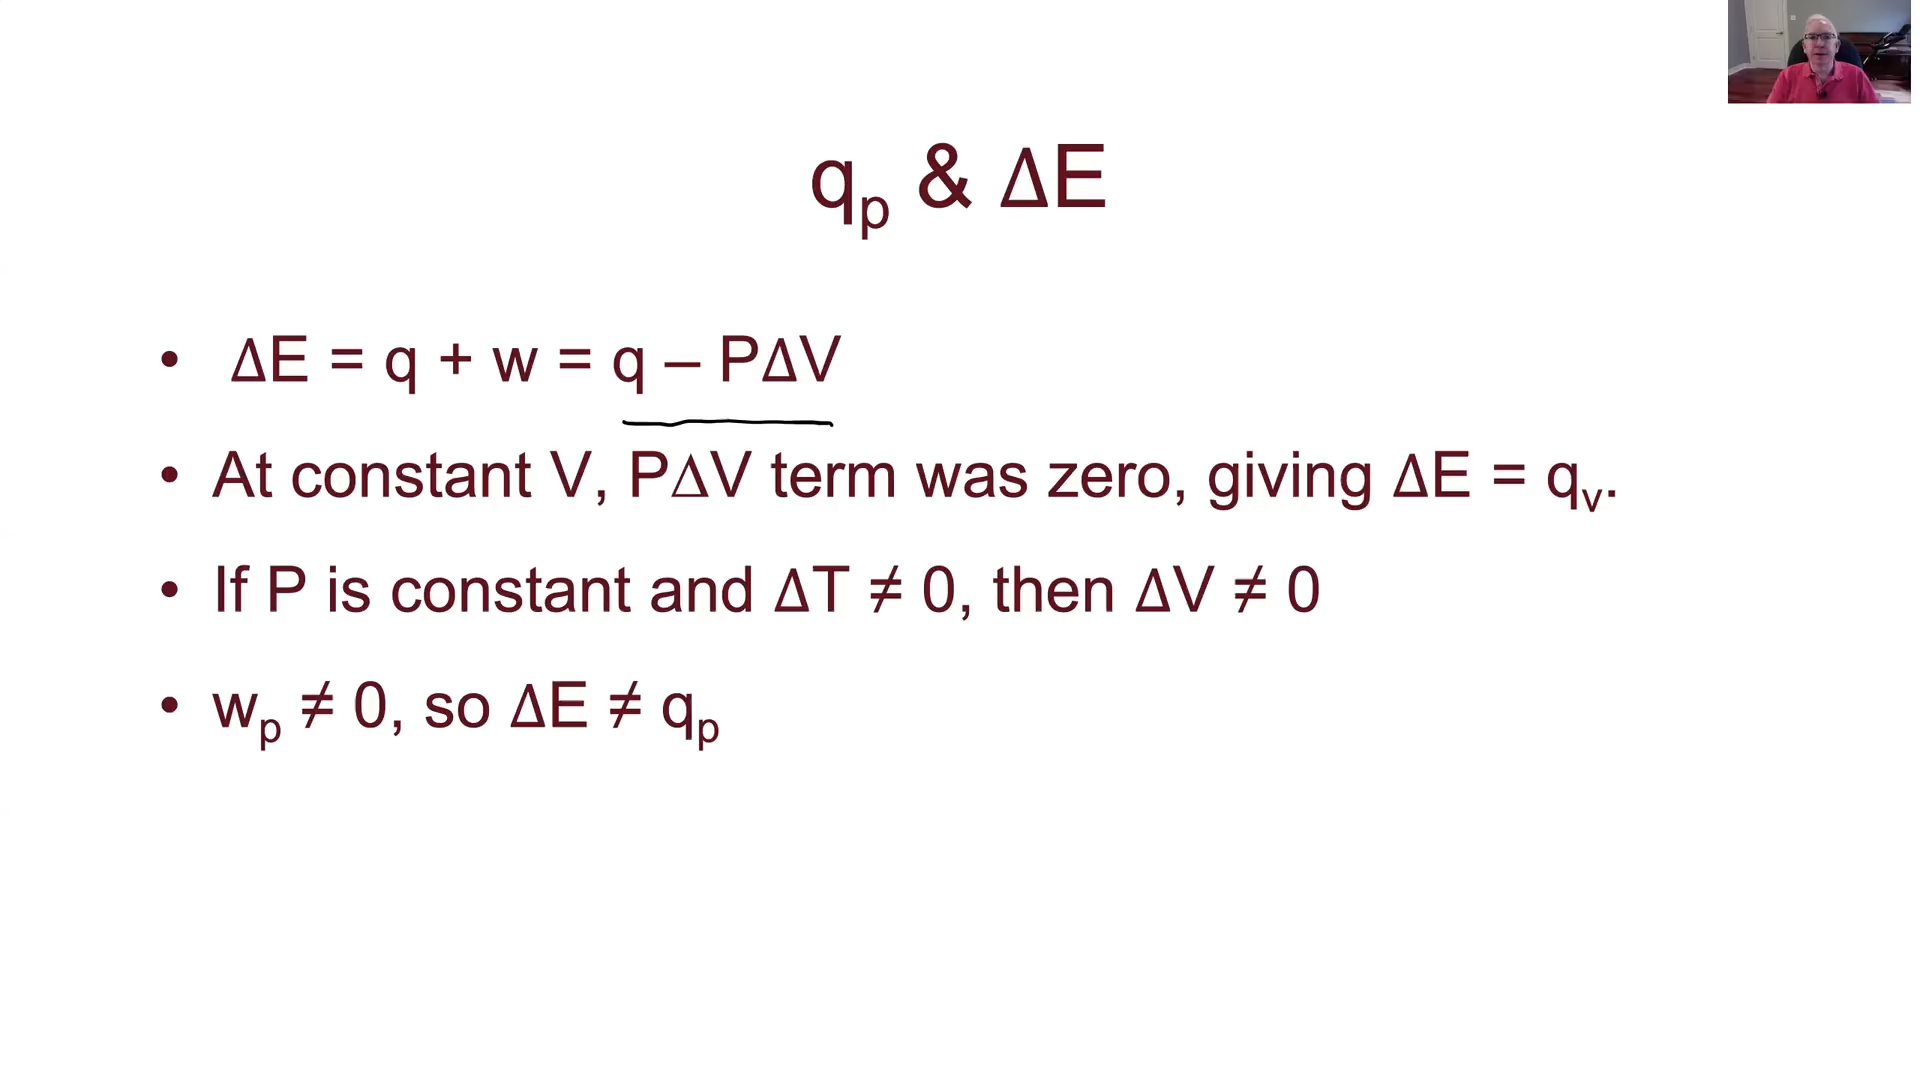 qₚ & ΔE
• ΔE = q + w = q – PΔV
• At constant V, PΔV term was zero, giving ΔE = qᵥ.
• If P is constant and ΔT ≠ 0, then ΔV ≠ 0
• wₚ ≠ 0, so ΔE ≠ qₚ